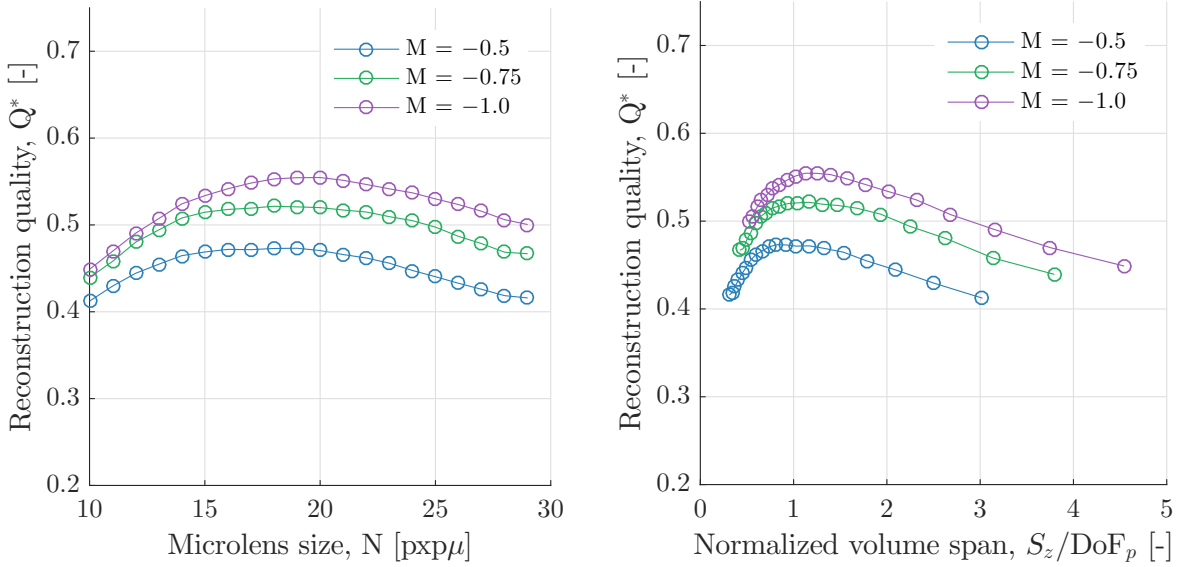 Reconstruction quality, Q* [-]
0.7
0.6
0.5
0.4
0.3
0.2
M = −0.5
M = −0.75
M = −1.0
10
15
20
25
30
Microlens size, N [pxpμ]
Reconstruction quality, Q* [-]
0.7
0.6
0.5
0.4
0.3
0.2
M = −0.5
M = −0.75
M = −1.0
0
1
2
3
4
5
Normalized volume span, S_z/DoF_p [-]